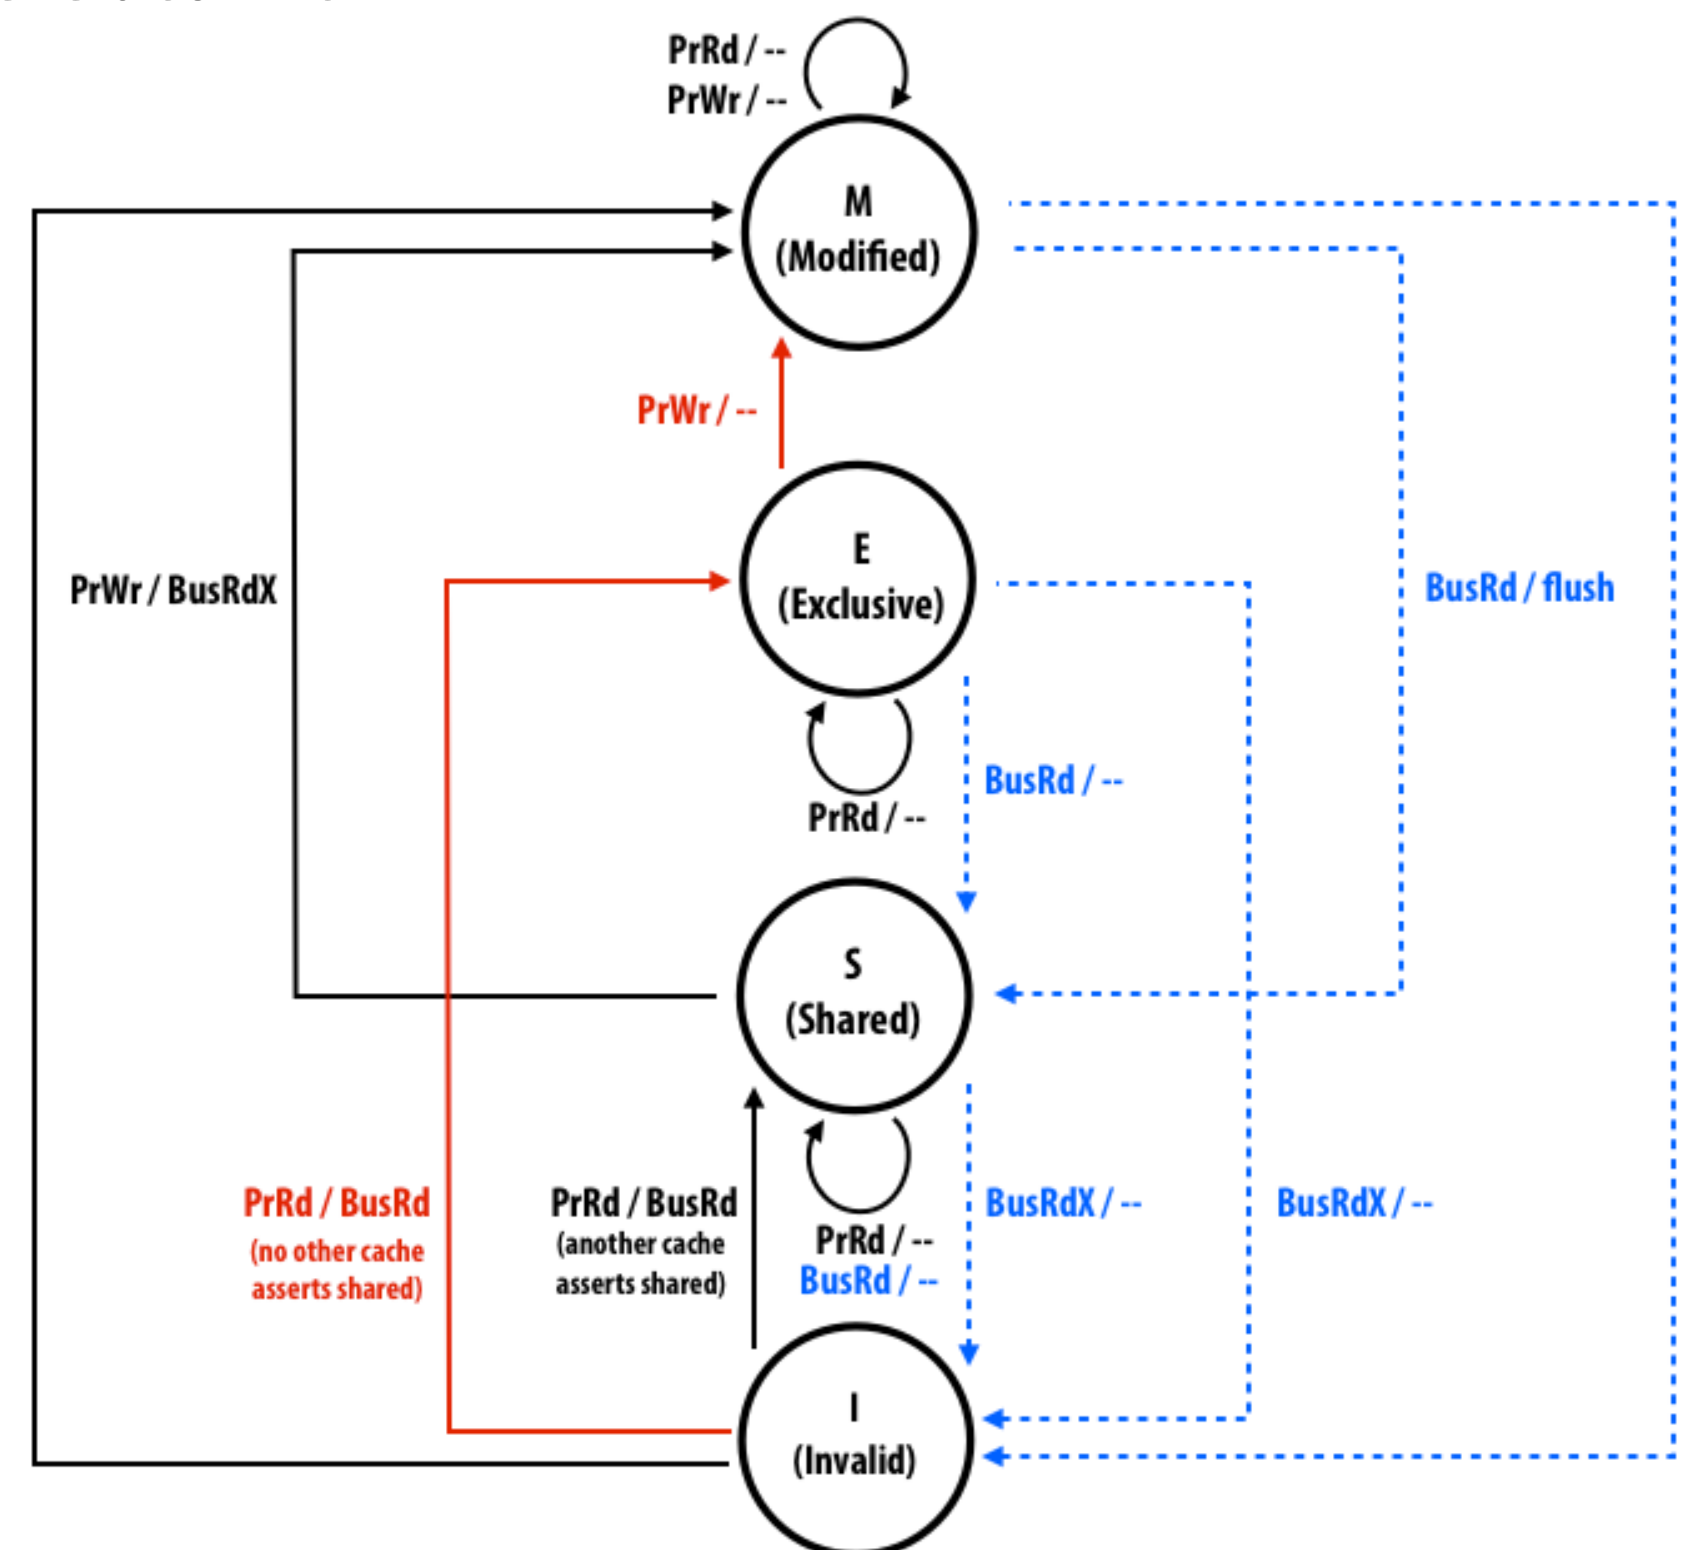 PrRd / --
PrWr / --
M
(Modified)
PrWr / --
E
(Exclusive)
PrWr / BusRdX
BusRd / flush
BusRd / --
PrRd / --
S
(Shared)
PrRd / BusRd
(no other cache
asserts shared)
PrRd / BusRd
(another cache
asserts shared)
PrRd / --
BusRd / --
BusRdX / --
BusRdX / --
I
(Invalid)